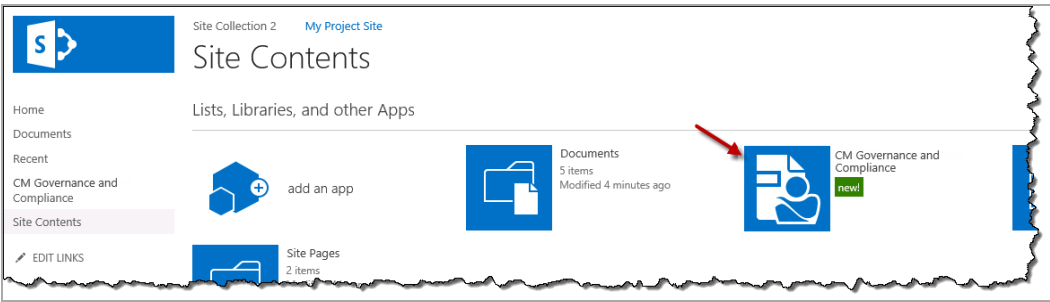 S
Site Collection 2 My Project Site
Site Contents
Home
Documents
Recent
CM Governance and
Compliance
Site Contents
EDIT LINKS
Lists, Libraries, and other Apps
add an app
Documents
5 items
Modified 4 minutes ago
CM Governance and
Compliance
new!
Site Pages
2 items